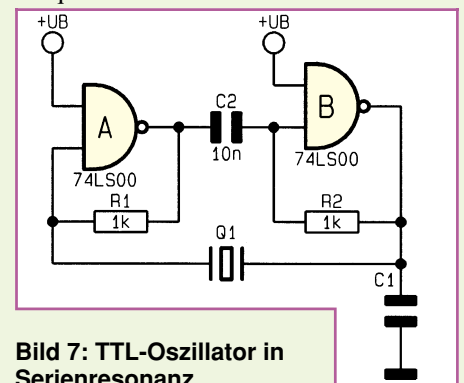 +UB
+UB
A
C2
B
10n
74LS00
74LS00
R1
1k
R2
1k
Q1
C1
Bild 7: TTL-Oszillator in
Serienresonanz